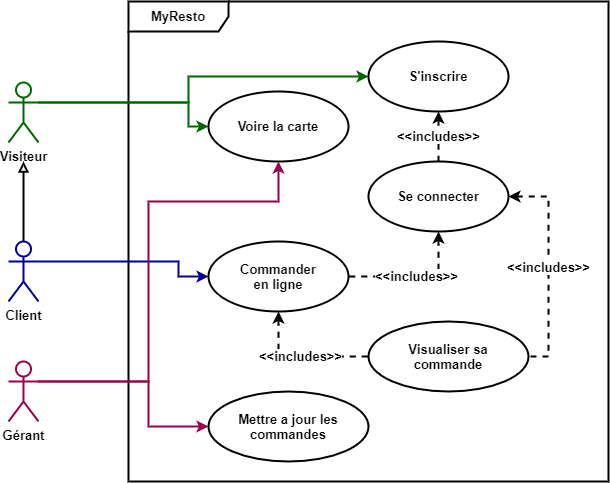 MyResto
S'inscrire
Voire la carte
<<includes>>
Visiteur
Se connecter
Commander
en ligne
<<includes>>
<<includes>>
Client
<<includes>>
Visualiser sa
commande
Mettre a jour les
commandes
Gérant